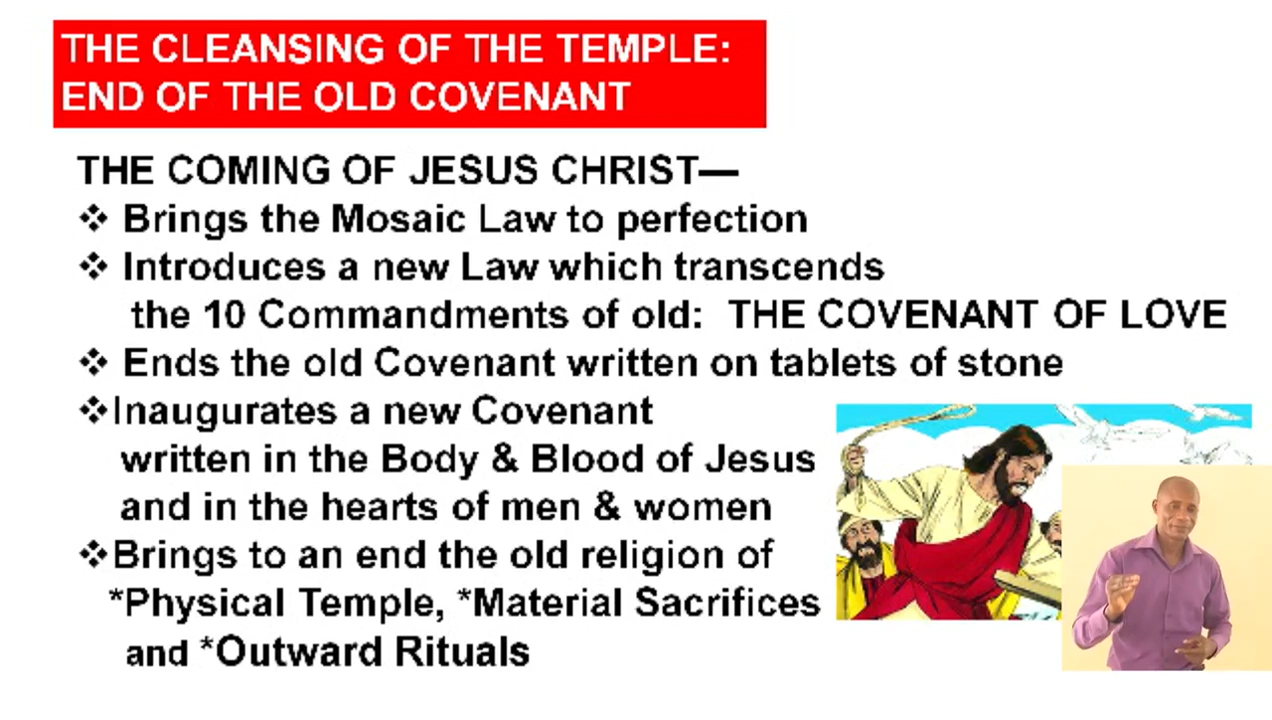 THE CLEANSING OF THE TEMPLE:
END OF THE OLD COVENANT
THE COMING OF JESUS CHRIST—
❖ Brings the Mosaic Law to perfection
❖ Introduces a new Law which transcends
the 10 Commandments of old: THE COVENANT OF LOVE
❖ Ends the old Covenant written on tablets of stone
❖Inaugurates a new Covenant
written in the Body & Blood of Jesus
and in the hearts of men & women
❖Brings to an end the old religion of
*Physical Temple, *Material Sacrifices
and *Outward Rituals